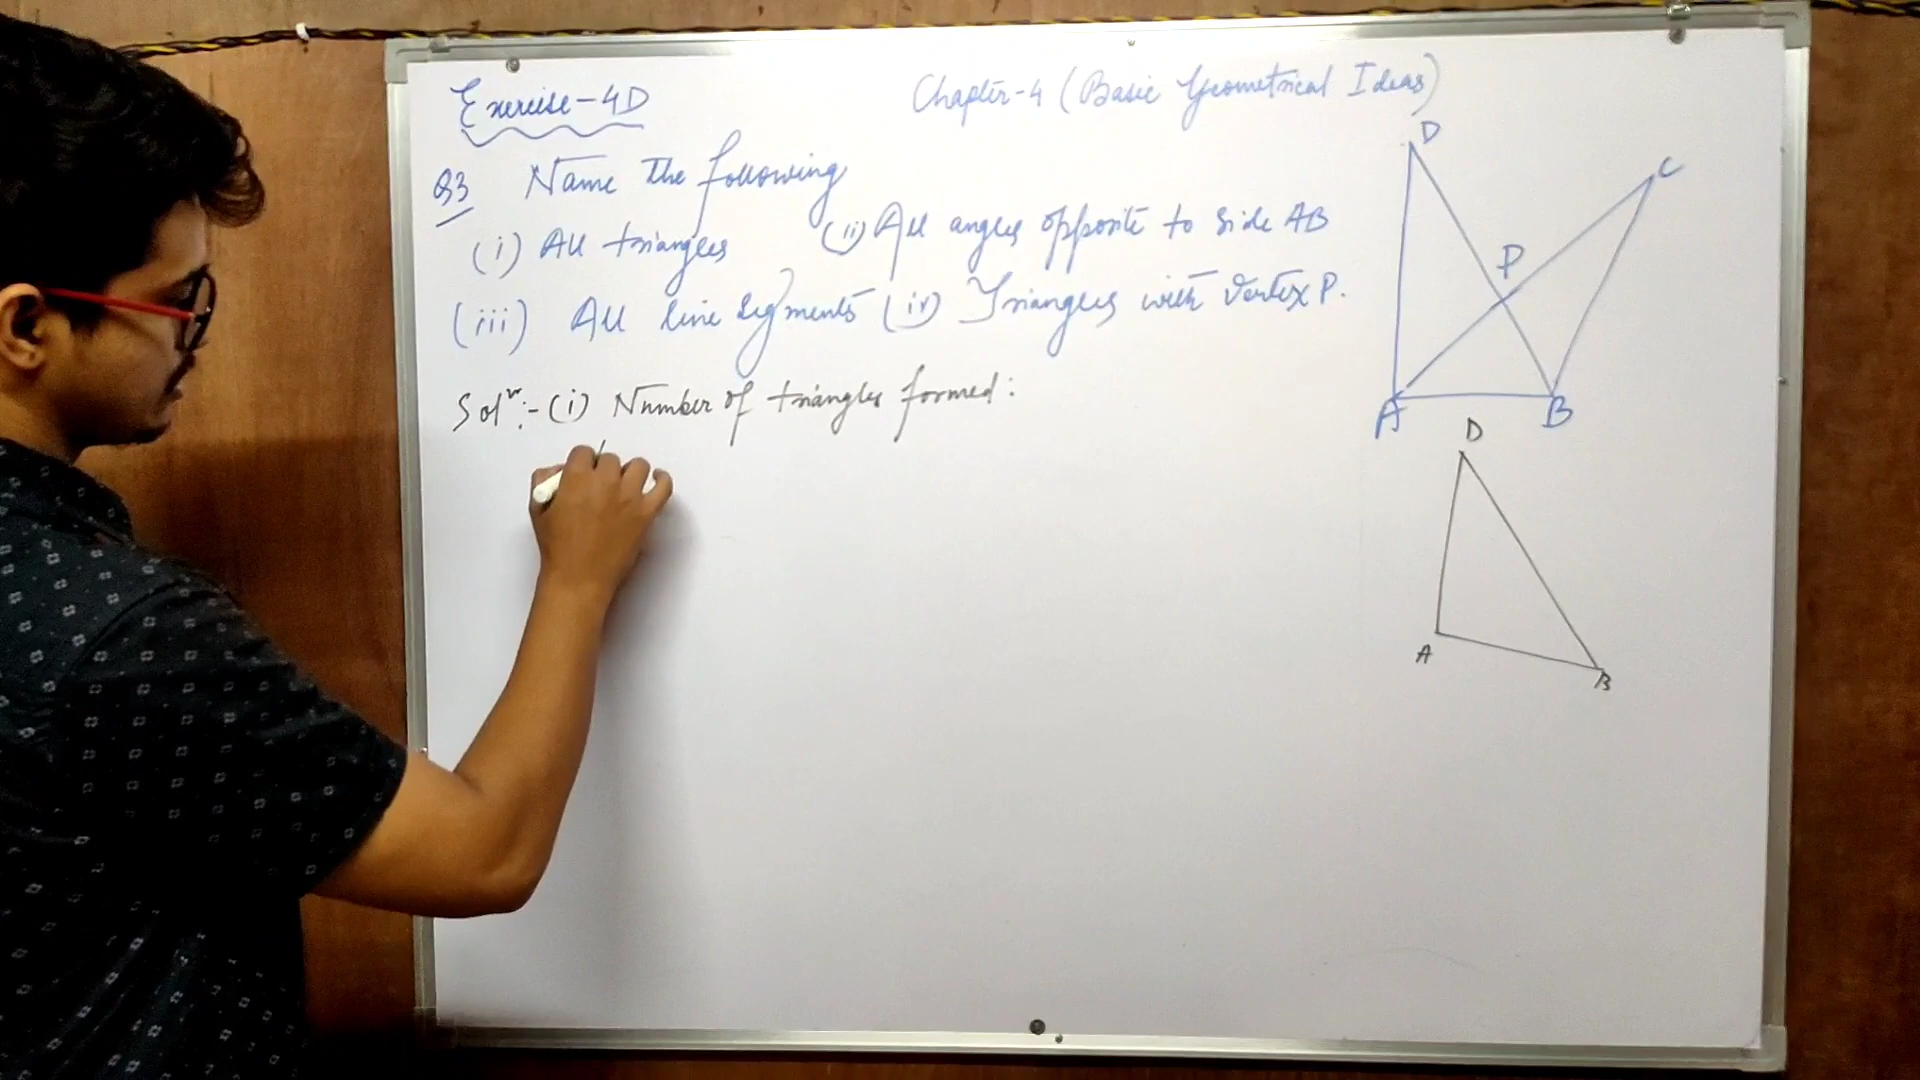 Exercise-4D
Chapter-4 (Basic Geometrical Ideas)
Q3 Name the following
(i) All triangles (ii) All angles opposite to side AB
(iii) All line segments (iv) Triangles with vertex P.
Solⁿ:- (i) Number of triangles formed:
D
C
P
A
B
D
A
B